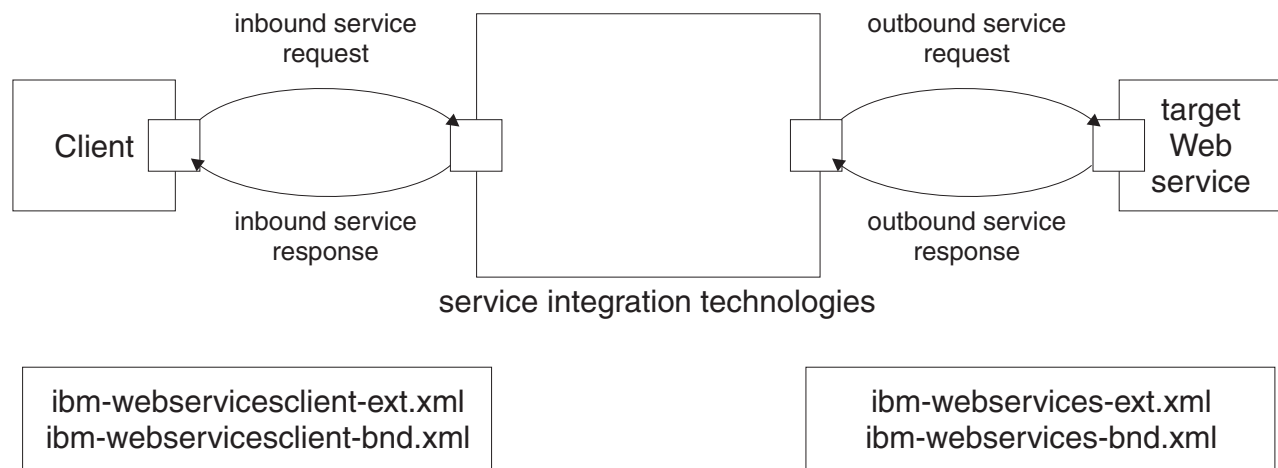 inbound service
request
outbound service
request
Client
target
Web
service
inbound service
response
outbound service
response
service integration technologies
ibm-webservicesclient-ext.xml
ibm-webservicesclient-bnd.xml
ibm-webservices-ext.xml
ibm-webservices-bnd.xml